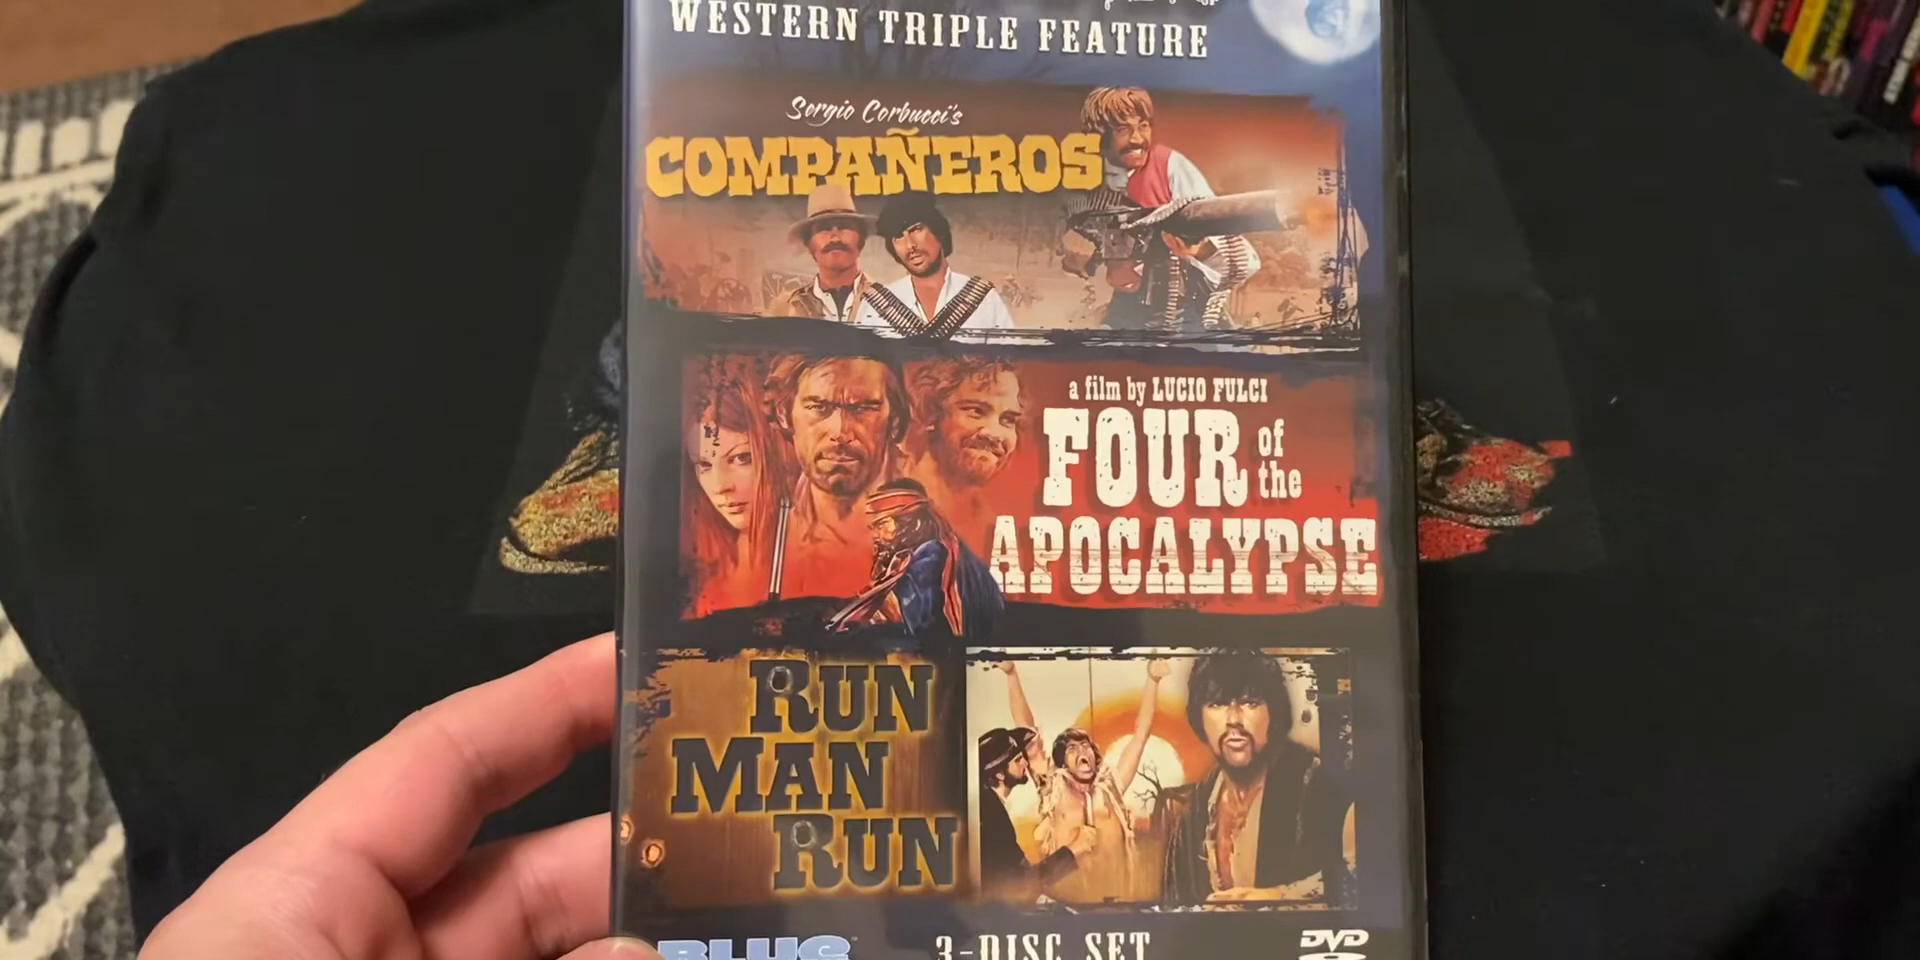 WESTERN TRIPLE FEATURE
Sergio Corbucci's
COMPAÑEROS
a film by LUCIO FULCI
FOUR of the
APOCALYPSE
RUN
MAN
RUN
BLUE
3-DISC SET
DVD